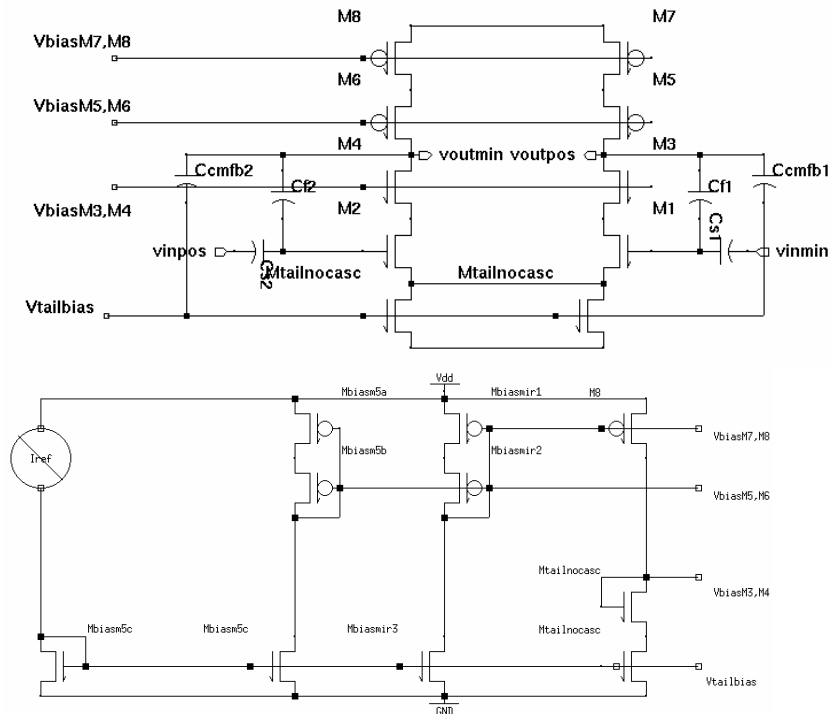 M8
M7
VbiasM7,M8
M6
M5
VbiasM5,M6
M4
voutmin
voutpos
M3
Ccmfb2
Cf2
Cf1
Ccmfb1
VbiasM3,M4
M2
M1
vinpos
Cs2
Cs1
vinmin
Mtailnocasc
Mtailnocasc
Vtailbias
Vdd
Mbiasm5a
Mbiasmir1
M8
VbiasM7,M8
Iref
Mbiasm5b
Mbiasmir2
VbiasM5,M6
Mtailnocasc
VbiasM3,M4
Mbiasm5c
Mbiasm5c
Mbiasmir3
Mtailnocasc
Vtailbias
GND